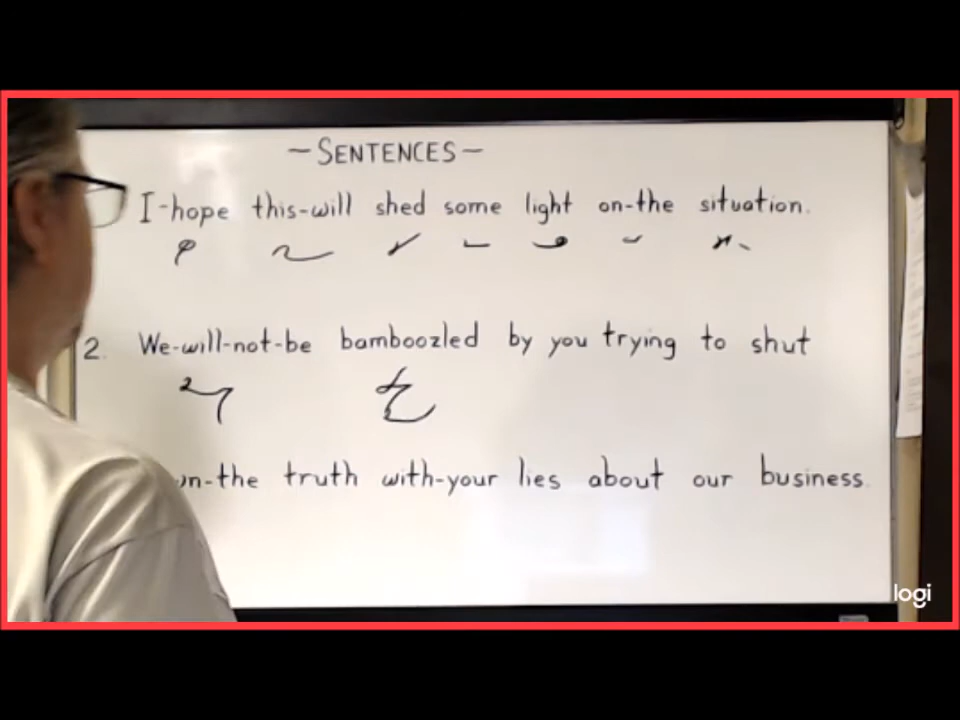 ~SENTENCES~
I-hope this-will shed some light on-the situation.
2. We-will-not-be bamboozled by you trying to shut
on-the truth with-your lies about our business.
logi